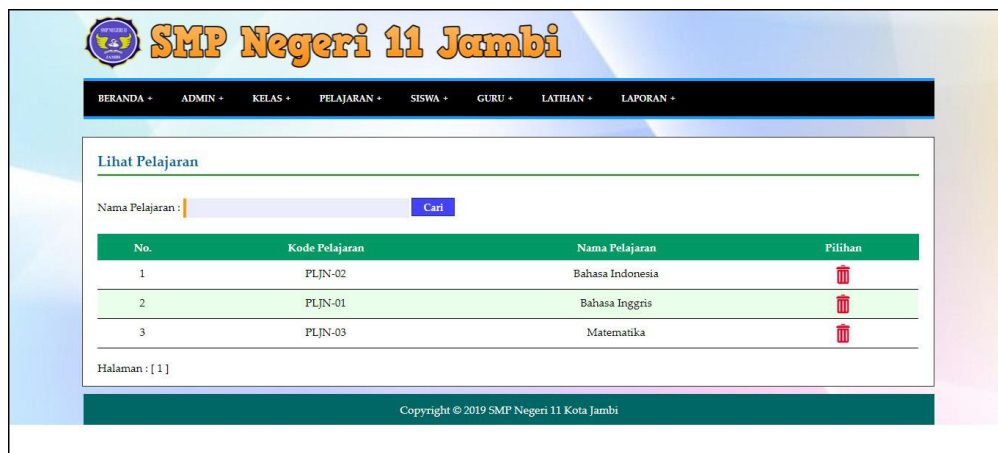 SMP Negeri 11 Jambi
BERANDA + ADMIN + KELAS + PELAJARAN + SISWA + GURU + LATIHAN + LAPORAN +
Lihat Pelajaran
Nama Pelajaran : Cari
No. Kode Pelajaran Nama Pelajaran Pilihan
1 PLJN-02 Bahasa Indonesia
2 PLJN-01 Bahasa Inggris
3 PLJN-03 Matematika
Halaman : [ 1 ]
Copyright © 2019 SMP Negeri 11 Kota Jambi